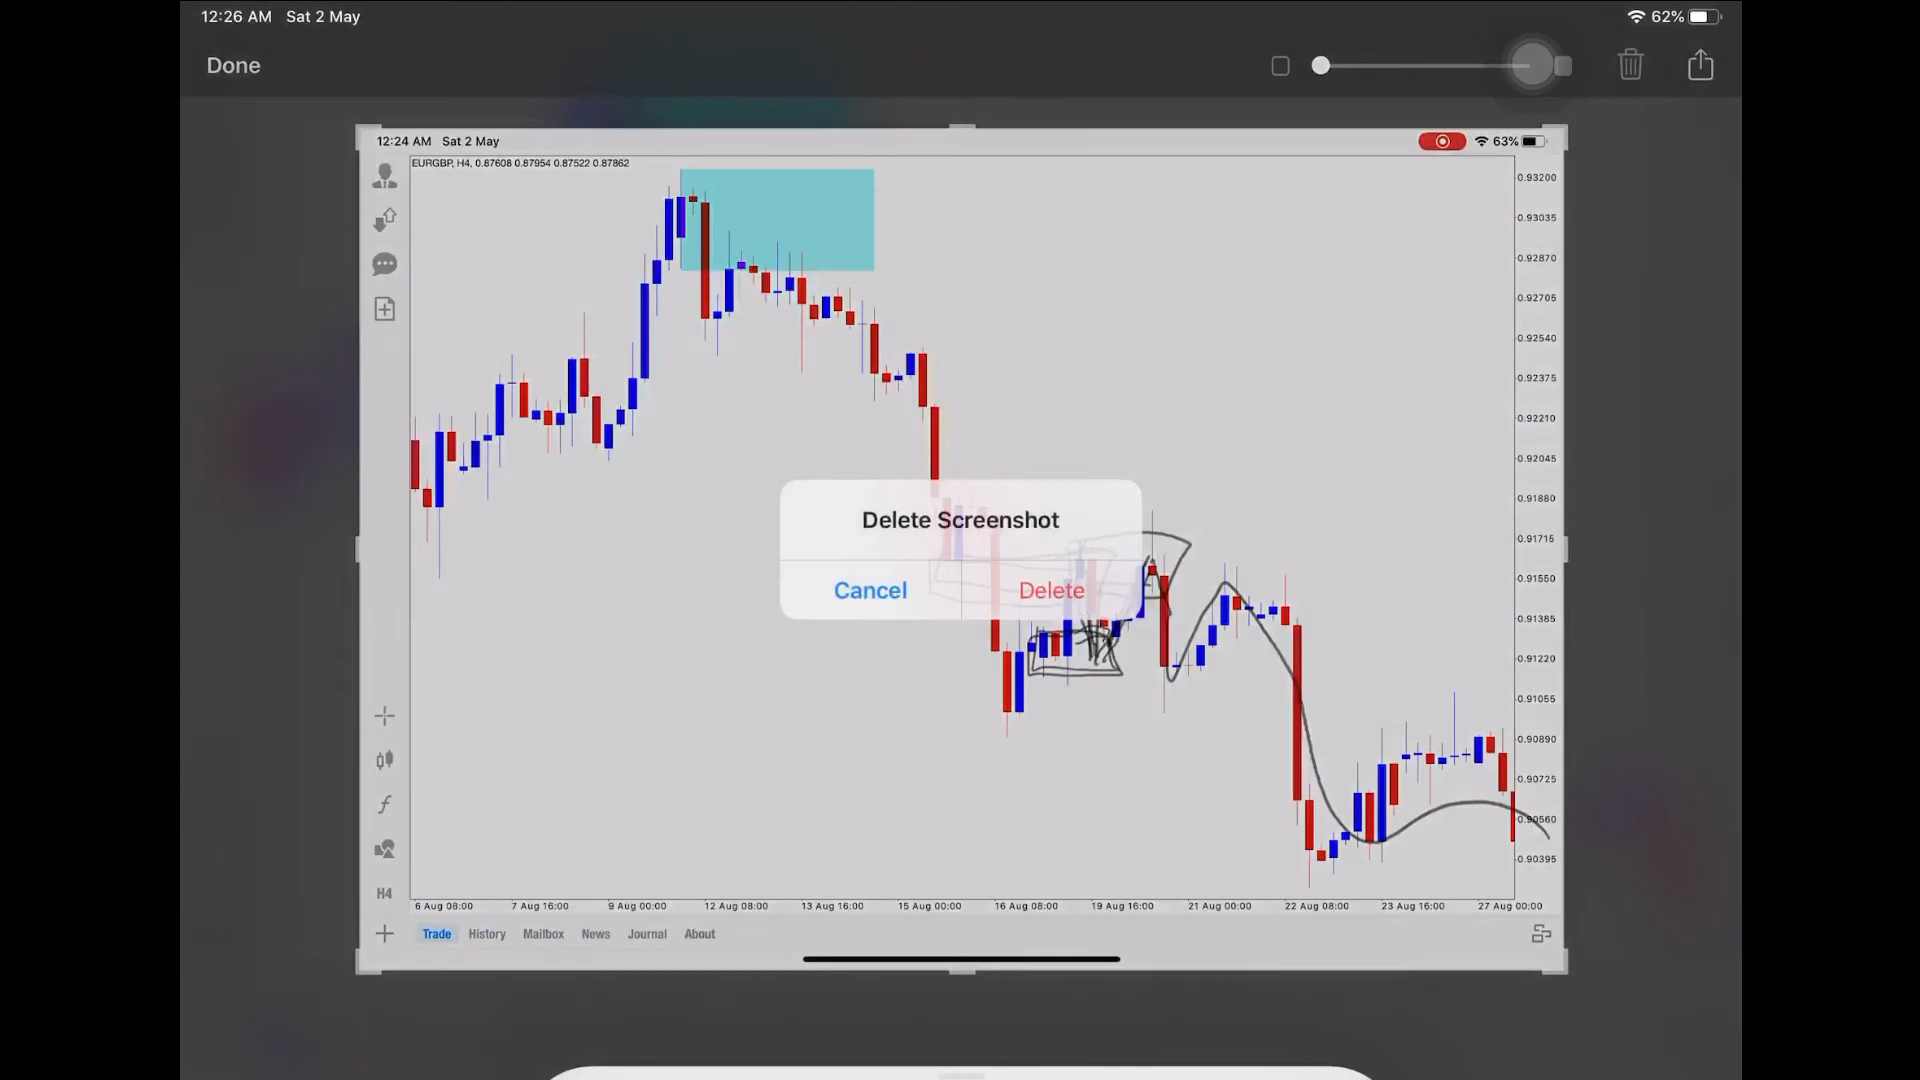 12:26 AM Sat 2 May 62%
Done
12:24 AM Sat 2 May 63%
EURGBP, H4, 0.87608 0.87954 0.87522 0.87862
0.93200
0.93035
0.92870
0.92705
0.92540
0.92375
0.92210
0.92045
0.91880
0.91715
0.91550
0.91385
0.91220
0.91055
0.90890
0.90725
0.90560
0.90395
Delete Screenshot
Cancel Delete
H4
6 Aug 08:00 7 Aug 16:00 9 Aug 00:00 12 Aug 08:00 13 Aug 16:00 15 Aug 00:00 16 Aug 08:00 19 Aug 16:00 21 Aug 00:00 22 Aug 08:00 23 Aug 16:00 27 Aug 00:00
Trade History Mailbox News Journal About